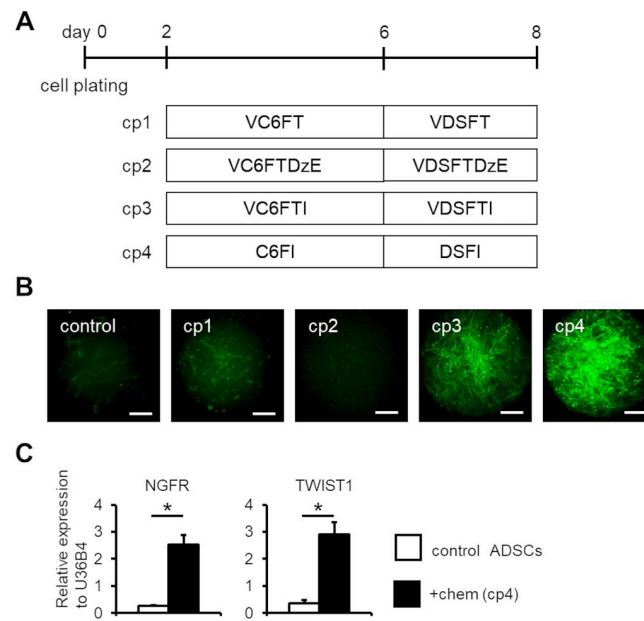 A
day 0 2 6 8
cell plating
cp1 VC6FT VDSFT
cp2 VC6FTDzE VDSFTDzE
cp3 VC6FTI VDSFTI
cp4 C6FI DSFI
B
control cp1 cp2 cp3 cp4
C
NGFR TWIST1
Relative expression
to U36B4
4 4
3 3
2 2
1 1
0 0
* *
control ADSCs
+chem (cp4)